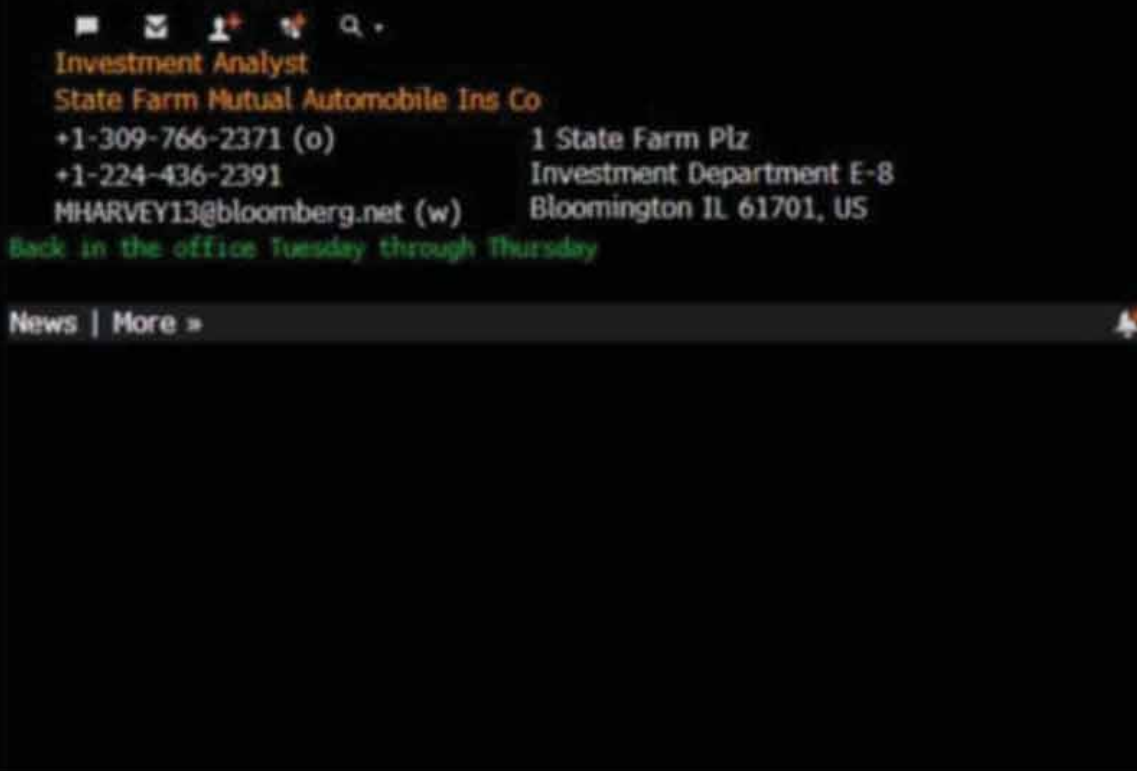 Investment Analyst
State Farm Mutual Automobile Ins Co
+1-309-766-2371 (o)
1 State Farm Plz
+1-224-436-2391
Investment Department E-8
MHARVEY13@bloomberg.net (w)
Bloomington IL 61701, US
Back in the office Tuesday through Thursday
News | More »